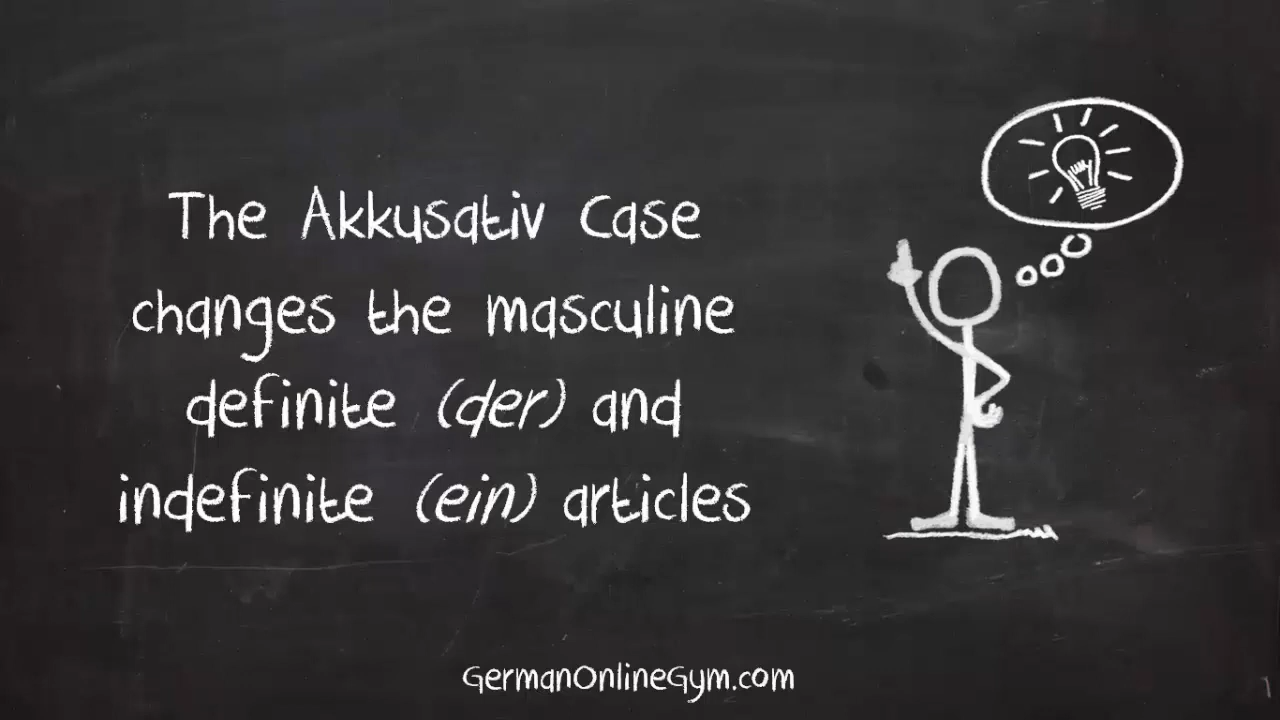 The Akkusativ Case
changes the masculine
definite (der) and
indefinite (ein) articles
GermanOnlineGym.com